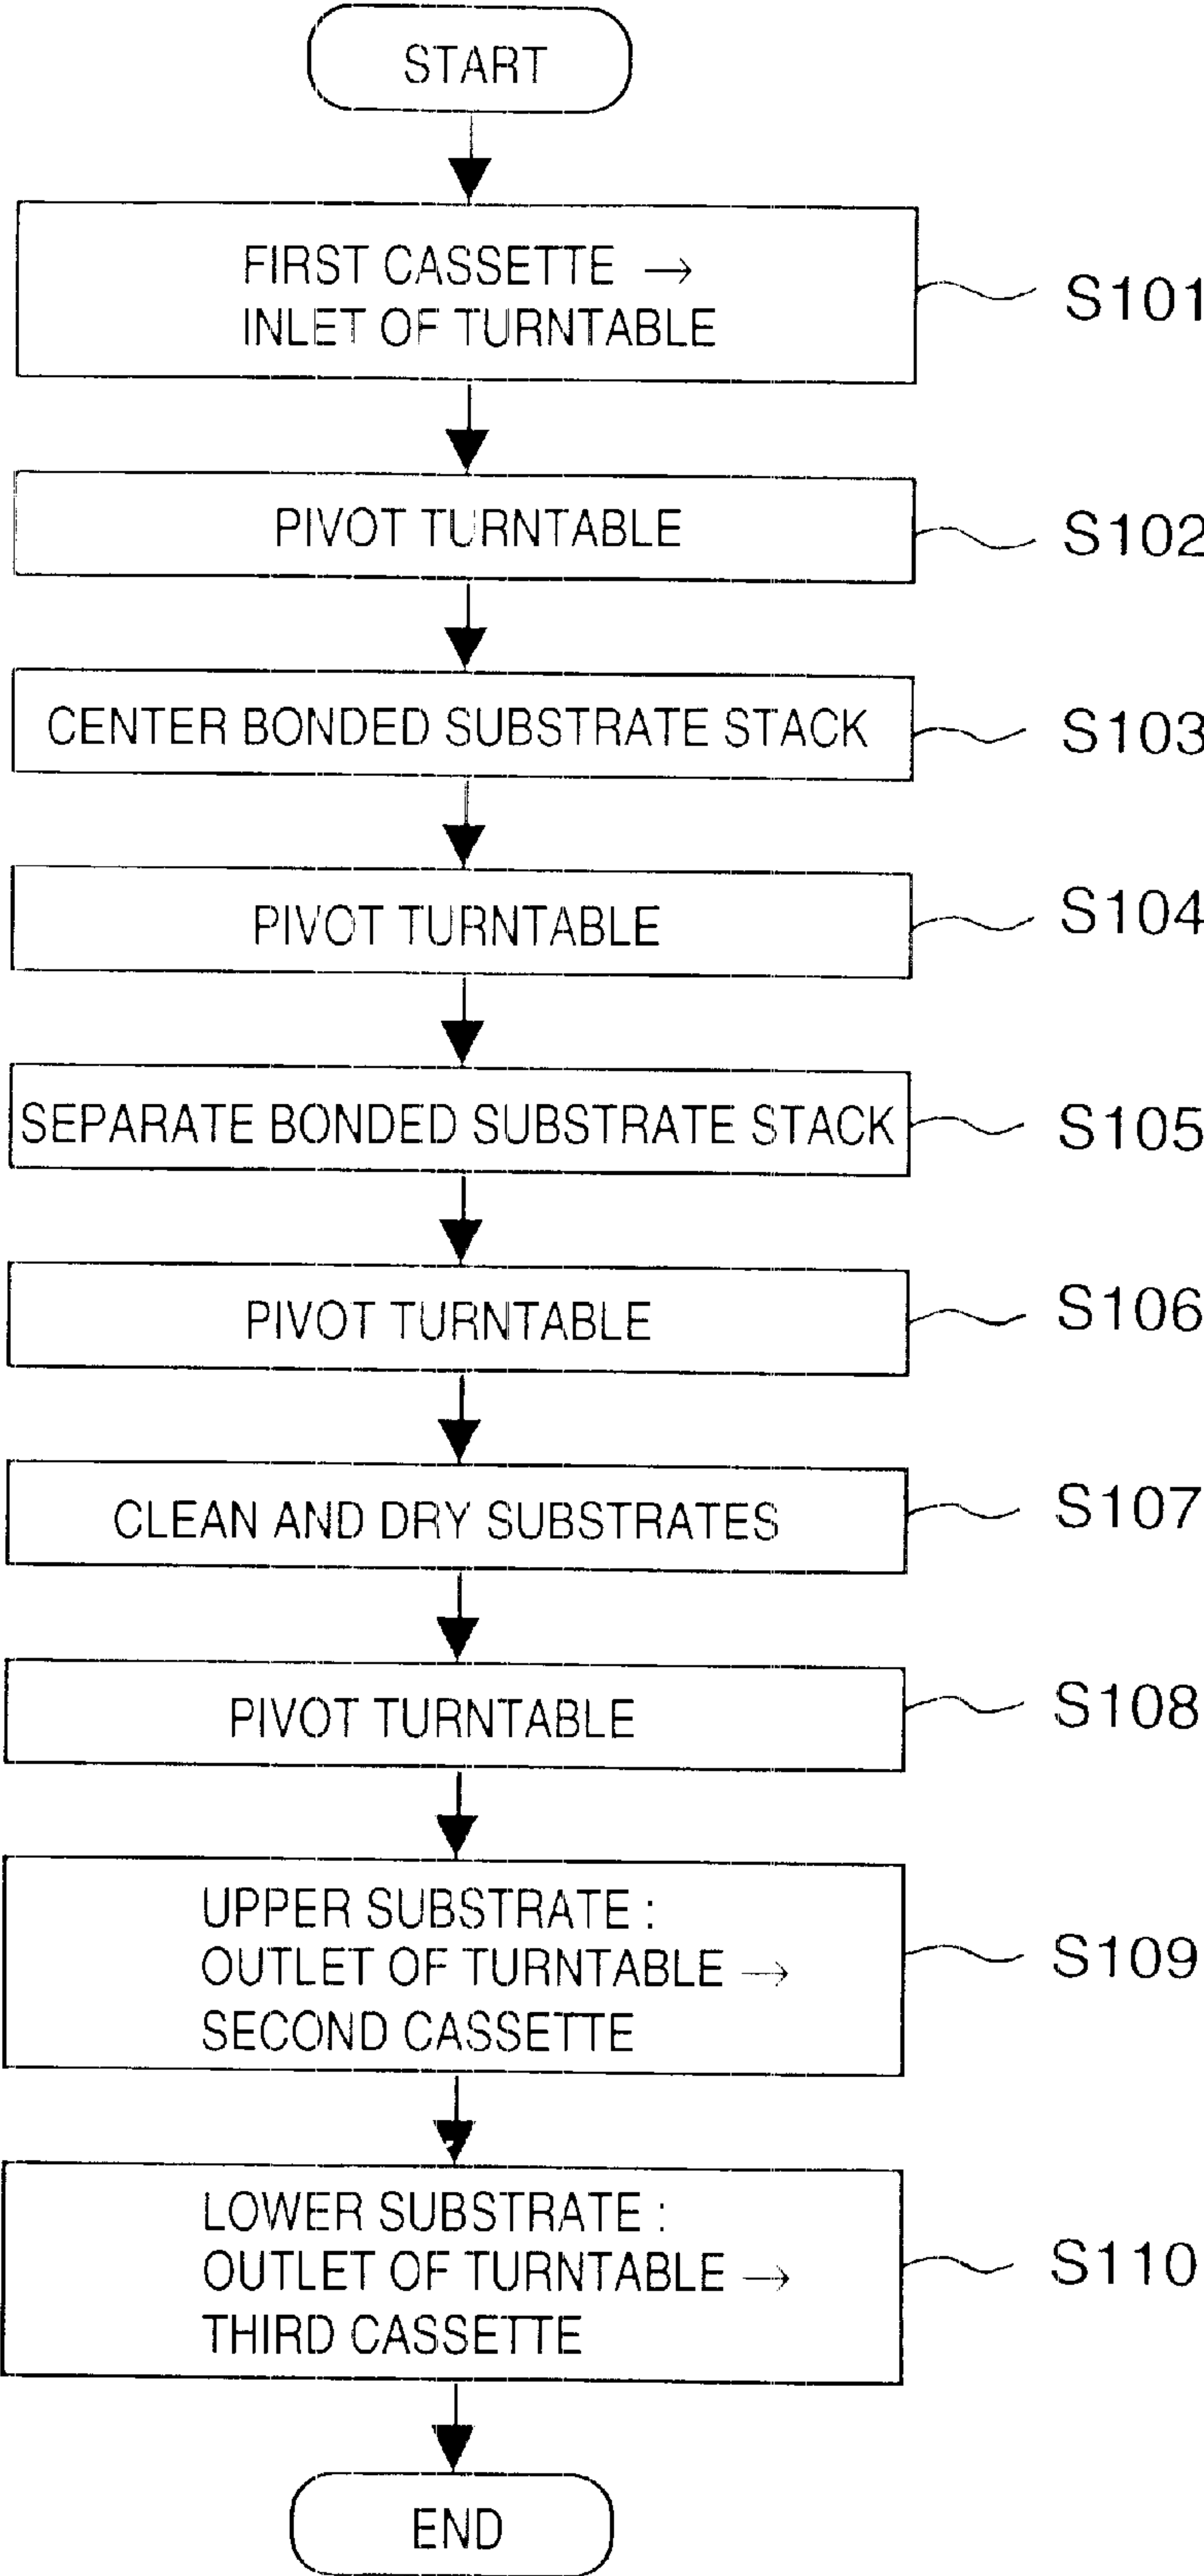 START
FIRST CASSETTE →
INLET OF TURNTABLE
S101
PIVOT TURNTABLE
S102
CENTER BONDED SUBSTRATE STACK
S103
PIVOT TURNTABLE
S104
SEPARATE BONDED SUBSTRATE STACK
S105
PIVOT TURNTABLE
S106
CLEAN AND DRY SUBSTRATES
S107
PIVOT TURNTABLE
S108
UPPER SUBSTRATE :
OUTLET OF TURNTABLE →
SECOND CASSETTE
S109
LOWER SUBSTRATE :
OUTLET OF TURNTABLE →
THIRD CASSETTE
S110
END